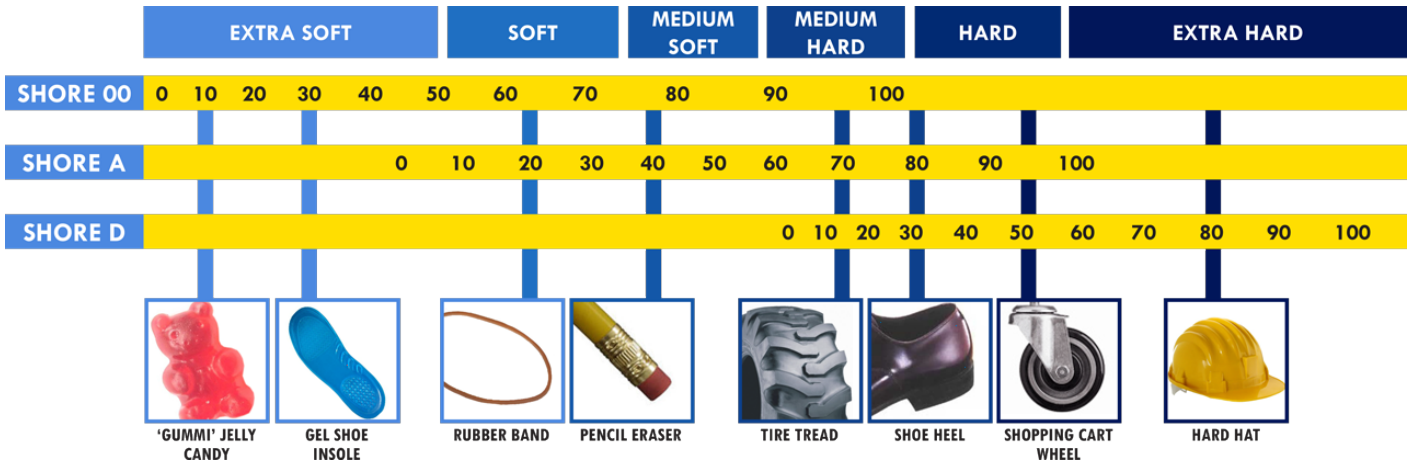 EXTRA SOFT SOFT MEDIUM SOFT MEDIUM HARD HARD EXTRA HARD
SHORE 00 0 10 20 30 40 50 60 70 80 90 100
SHORE A 0 10 20 30 40 50 60 70 80 90 100
SHORE D 0 10 20 30 40 50 60 70 80 90 100
‘GUMMI’ JELLY CANDY
GEL SHOE INSOLE
RUBBER BAND
PENCIL ERASER
TIRE TREAD
SHOE HEEL
SHOPPING CART WHEEL
HARD HAT